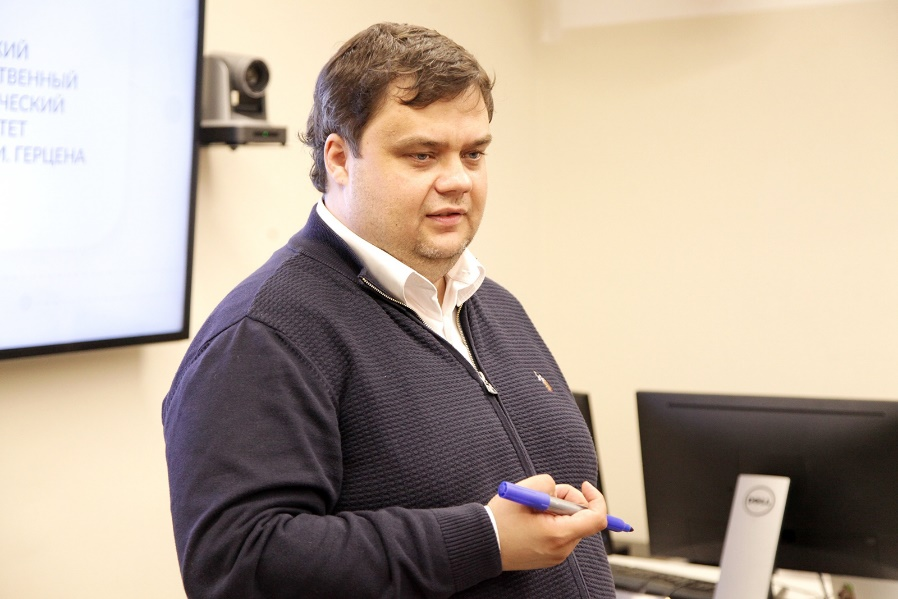 КИЙ
ТВЕННЫЙ
ЧЕСКИЙ
ТЕТ
И. ГЕРЦЕНА
DELL